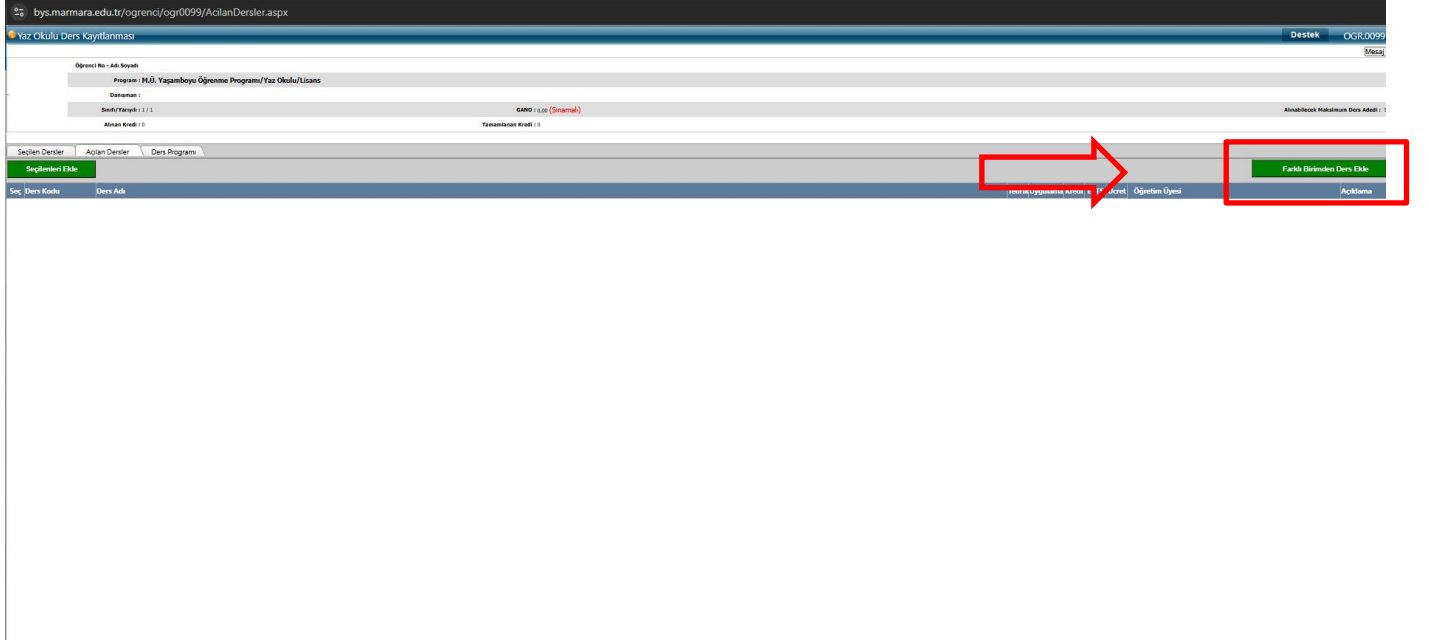 bys.marmara.edu.tr/ogrenci/ogr0099/AcilanDersler.aspx
Yaz Okulu Ders Kayıtlanması Destek OGR.0099
Mesaj
Öğrenci No - Adı Soyadı
Program : M.Ü. Yaşamboyu Öğrenme Programı/Yaz Okulu/Lisans
Danışman :
Sınıfı/Yarıyılı : 1 / 1 GANO : 0,00 (Sınamalı) Alınabilecek Maksimum Ders Adedi :
Alınan Kredi : 0 Tamamlanan Kredi : 0
Seçilen Dersler Açılan Dersler Ders Programı
Seçilenleri Ekle Farklı Birimden Ders Ekle
Seç Ders Kodu Ders Adı Teorik Uygulama Kredi Ücret Öğretim Üyesi Açıklama